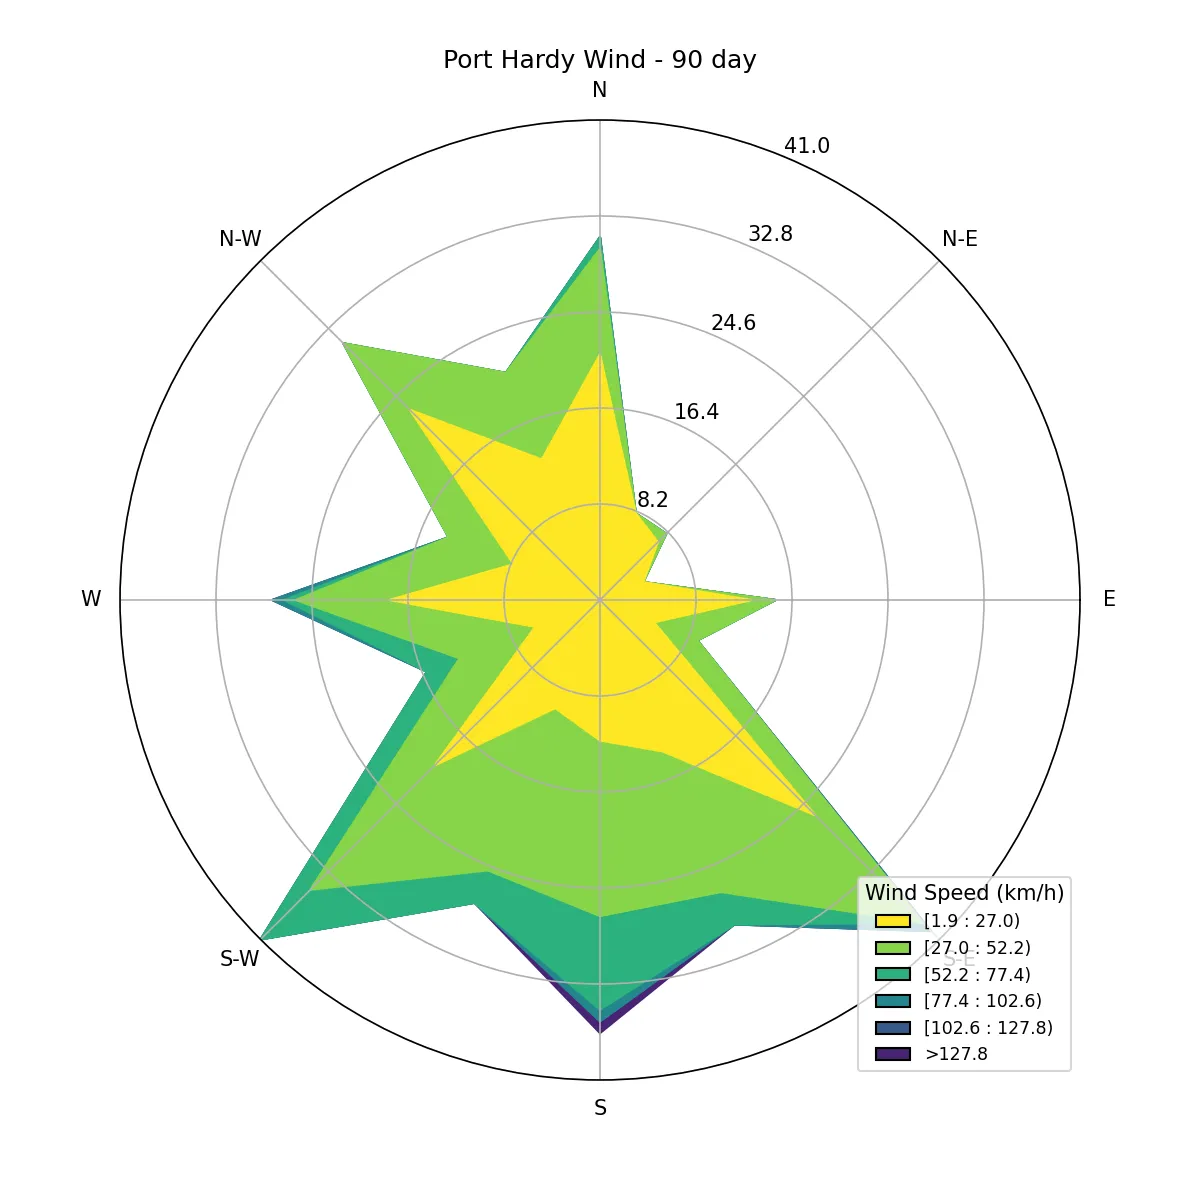 Port Hardy Wind - 90 day
N
41.0
32.8
N-W
N-E
24.6
16.4
8.2
W
E
Wind Speed (km/h)
[1.9 : 27.0)
[27.0 : 52.2)
S-W
S-E
[52.2 : 77.4)
[77.4 : 102.6)
[102.6 : 127.8)
>127.8
S